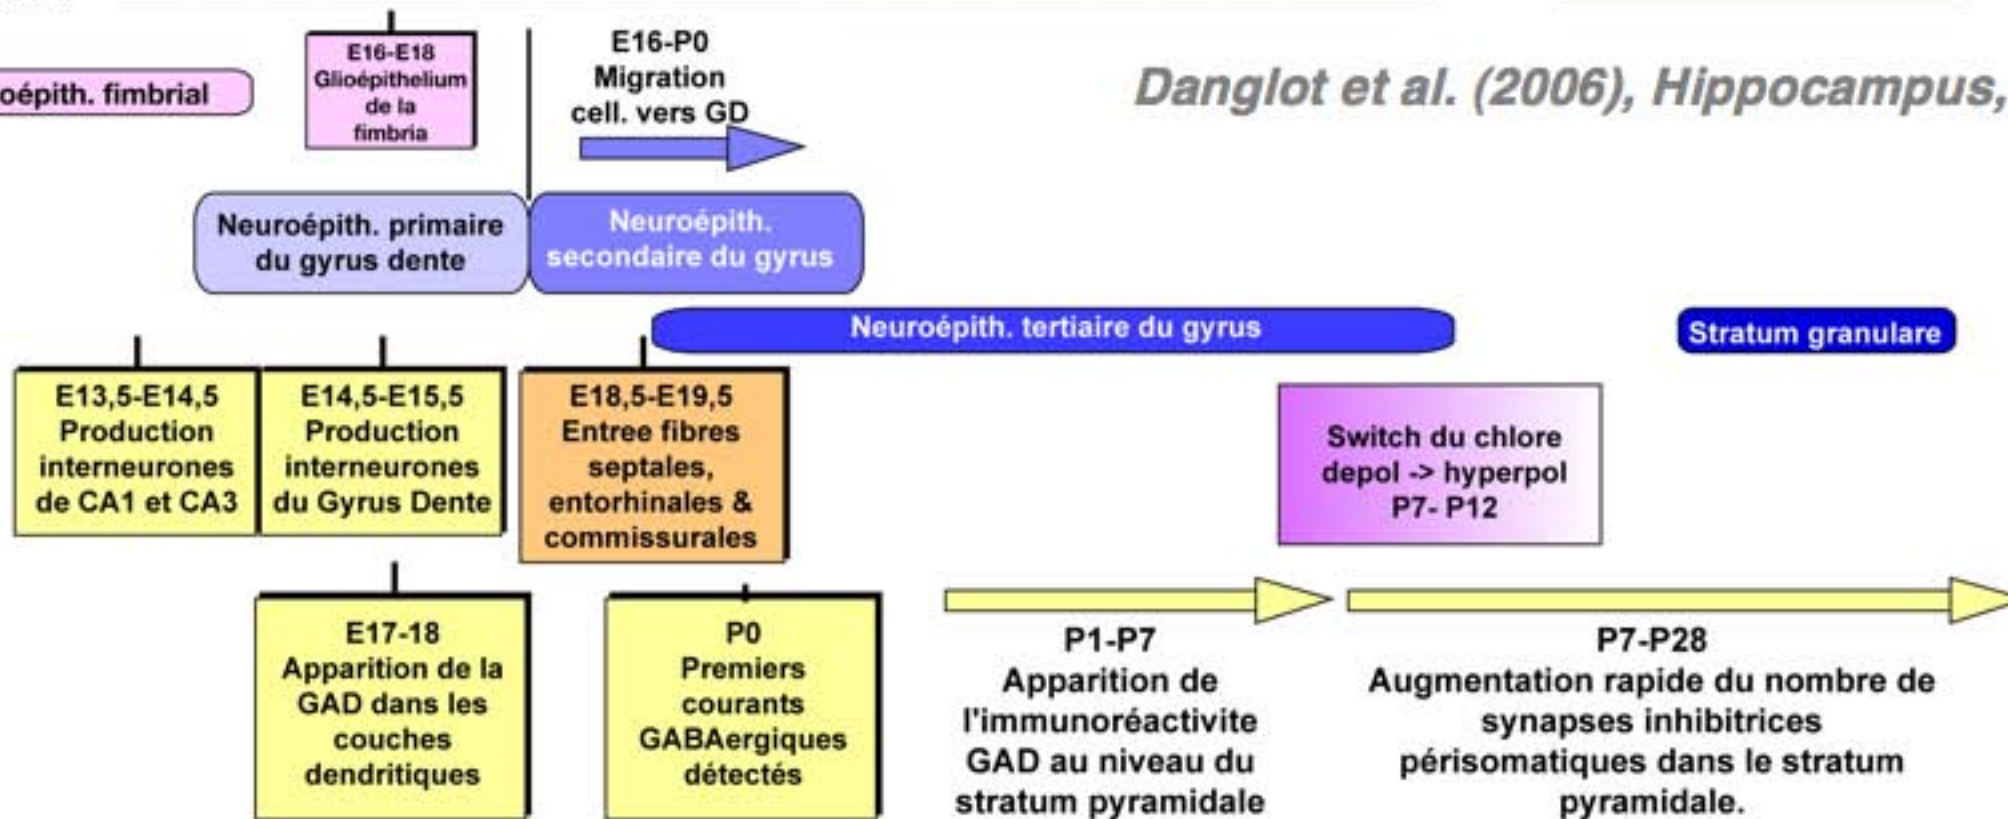 oépith. fimbrial
E16-E18
Glioépithelium
de la
fimbria
E16-P0
Migration
cell. vers GD
Danglot et al. (2006), Hippocampus,
Neuroépith. primaire
du gyrus dente
Neuroépith.
secondaire du gyrus
Neuroépith. tertiaire du gyrus
Stratum granulare
E13,5-E14,5
Production
interneurones
de CA1 et CA3
E14,5-E15,5
Production
interneurones
du Gyrus Dente
E18,5-E19,5
Entree fibres
septales,
entorhinales &
commissurales
Switch du chlore
depol -> hyperpol
P7- P12
E17-18
Apparition de la
GAD dans les
couches
dendritiques
P0
Premiers
courants
GABAergiques
détectés
P1-P7
Apparition de
l'immunoréactivite
GAD au niveau du
stratum pyramidale
P7-P28
Augmentation rapide du nombre de
synapses inhibitrices
périsomatiques dans le stratum
pyramidale.